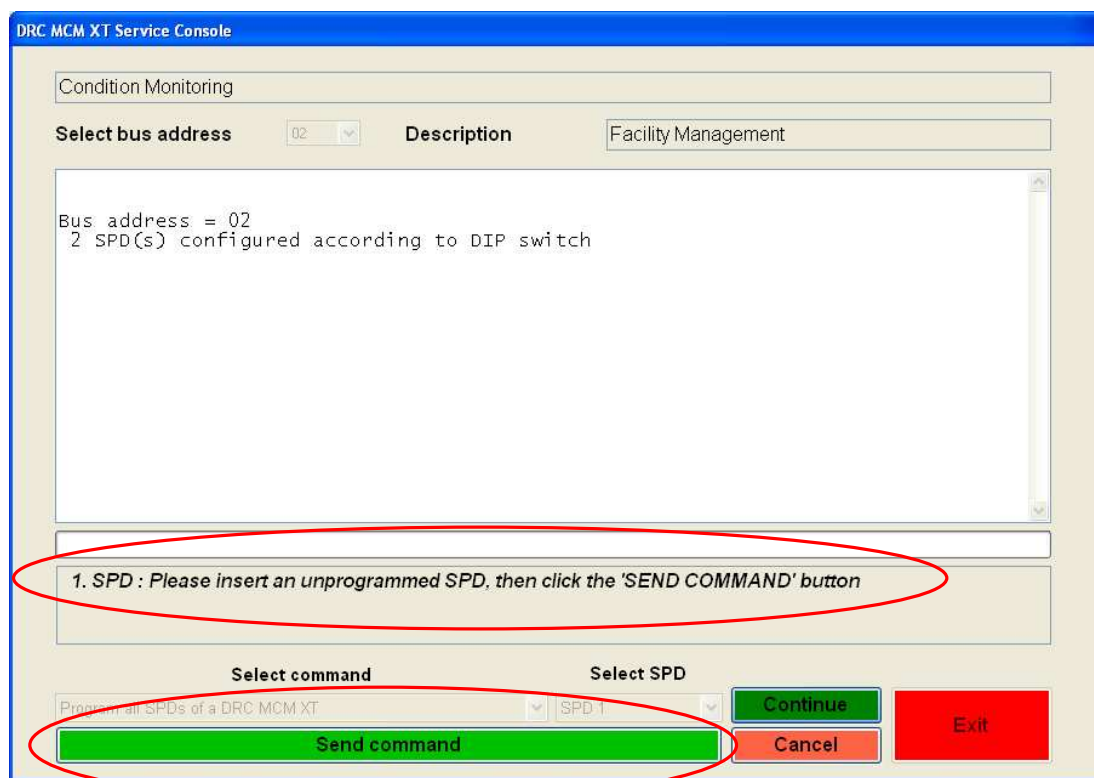 DRC MCM XT Service Console
Condition Monitoring
Select bus address 02 Description Facility Management
Bus address = 02
2 SPD(s) configured according to DIP switch
1. SPD : Please insert an unprogrammed SPD, then click the 'SEND COMMAND' button
Select command Select SPD
Program all SPDs of a DRC MCM XT SPD 1 Continue
Exit
Send command Cancel